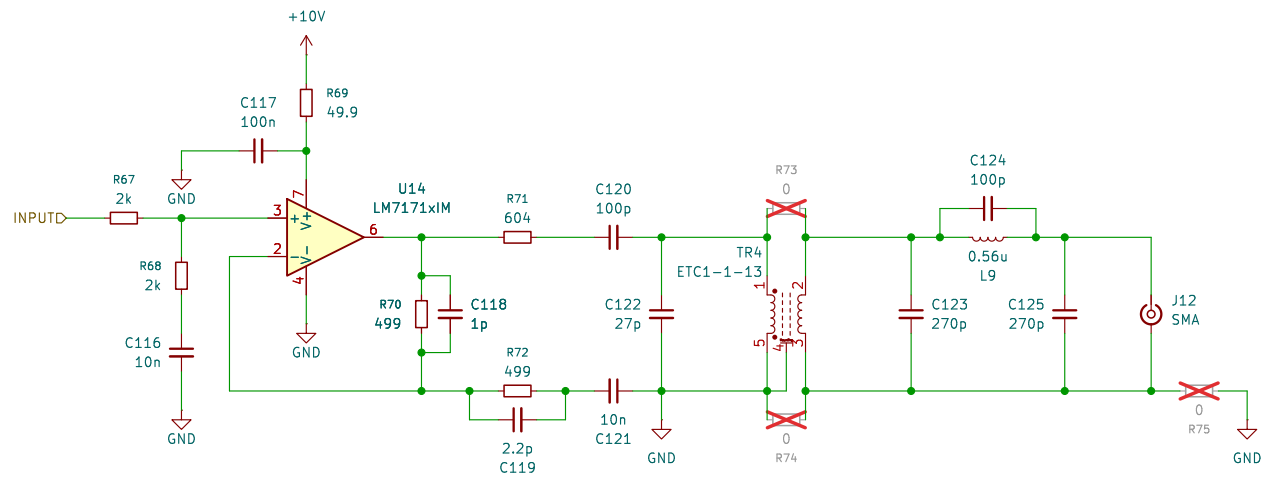 +10V
R69
49.9
C117
100n
GND
R67
2k
INPUT
3
+
V+
7
2
-
V-
4
6
U14
LM7171xIM
R68
2k
C116
10n
GND
GND
R70
499
C118
1p
R71
604
C120
100p
R72
499
2.2p
C119
10n
C121
C122
27p
GND
R73
0
TR4
ETC1-1-13
1
2
5
4
3
0
R74
C124
100p
0.56u
L9
C123
270p
C125
270p
J12
SMA
0
R75
GND